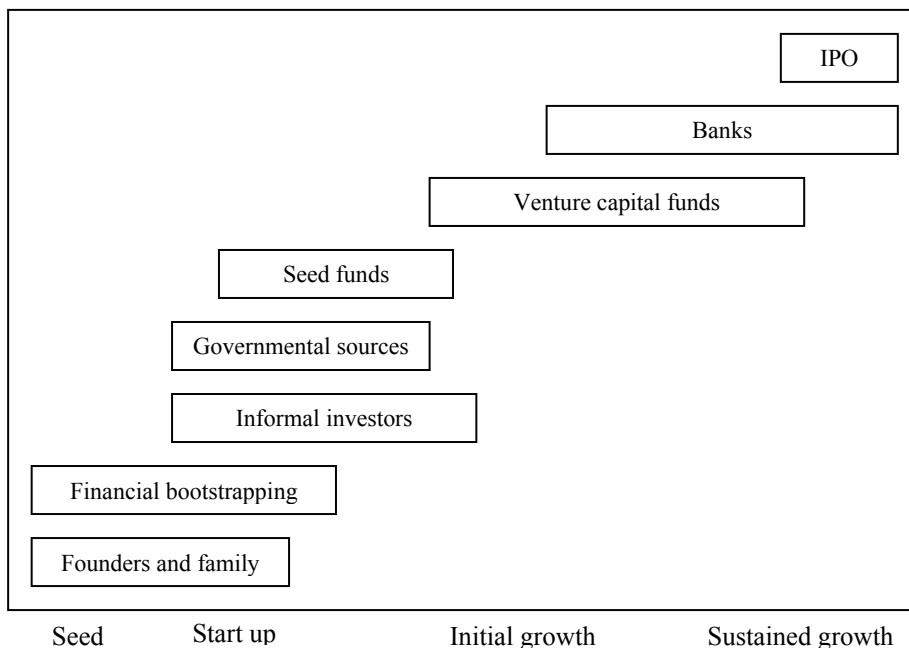 IPO
Banks
Venture capital funds
Seed funds
Governmental sources
Informal investors
Financial bootstrapping
Founders and family
Seed Start up Initial growth Sustained growth